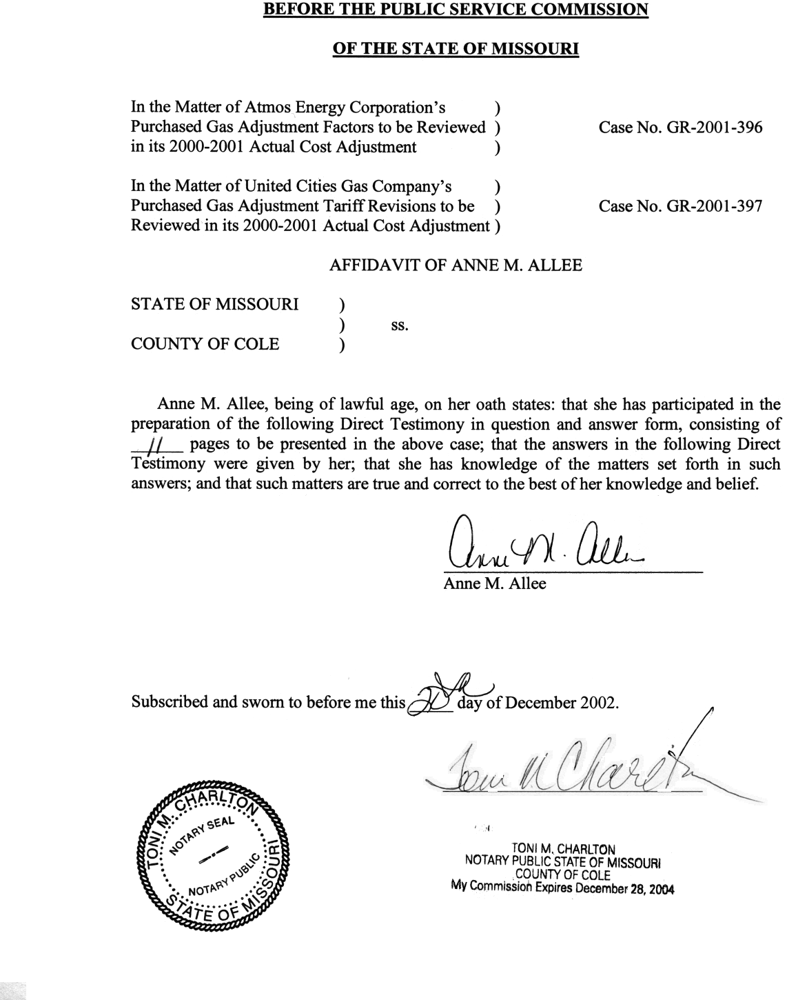 BEFORE THE PUBLIC SERVICE COMMISSION
OF THE STATE OF MISSOURI
In the Matter of Atmos Energy Corporation's )
Purchased Gas Adjustment Factors to be Reviewed ) Case No. GR-2001-396
in its 2000-2001 Actual Cost Adjustment )
In the Matter of United Cities Gas Company's )
Purchased Gas Adjustment Tariff Revisions to be ) Case No. GR-2001-397
Reviewed in its 2000-2001 Actual Cost Adjustment )
AFFIDAVIT OF ANNE M. ALLEE
STATE OF MISSOURI )
) ss.
COUNTY OF COLE )
Anne M. Allee, being of lawful age, on her oath states: that she has participated in the
preparation of the following Direct Testimony in question and answer form, consisting of
11 pages to be presented in the above case; that the answers in the following Direct
Testimony were given by her; that she has knowledge of the matters set forth in such
answers; and that such matters are true and correct to the best of her knowledge and belief.
Anne M. Allee
Anne M. Allee
Subscribed and sworn to before me this day of December 2002.
Toni M. Charlton
TONI M. CHARLTON
NOTARY SEAL
NOTARY PUBLIC
STATE OF MISSOURI
TONI M. CHARLTON
NOTARY PUBLIC STATE OF MISSOURI
COUNTY OF COLE
My Commission Expires December 28, 2004